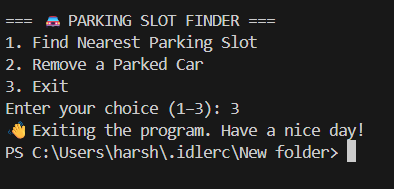 === 🚘 PARKING SLOT FINDER ===
1. Find Nearest Parking Slot
2. Remove a Parked Car
3. Exit
Enter your choice (1–3): 3
👋 Exiting the program. Have a nice day!
PS C:\Users\harsh\.idlerc\New folder>